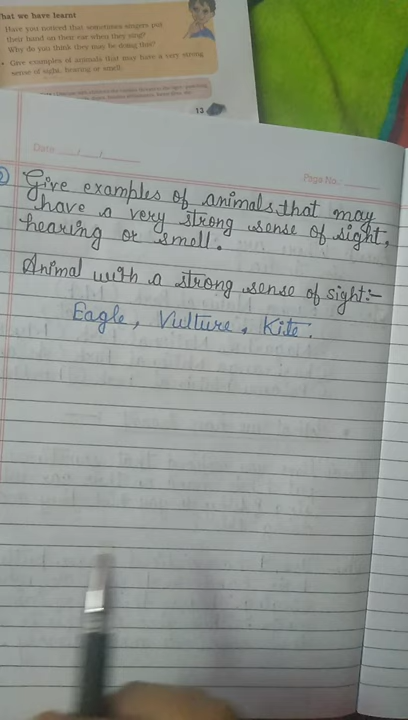 hat we have learnt
Have you noticed that sometimes singers put
their hand on their ear when they sing?
Why do you think they may be doing this?
Give examples of animals that may have a very strong
sense of sight, hearing or smell.
13
Date / /
Page No.:
Give examples of animals that may
have a very strong sense of sight,
hearing or smell.
Animal with a strong sense of sight:-
Eagle, Vulture, Kite.